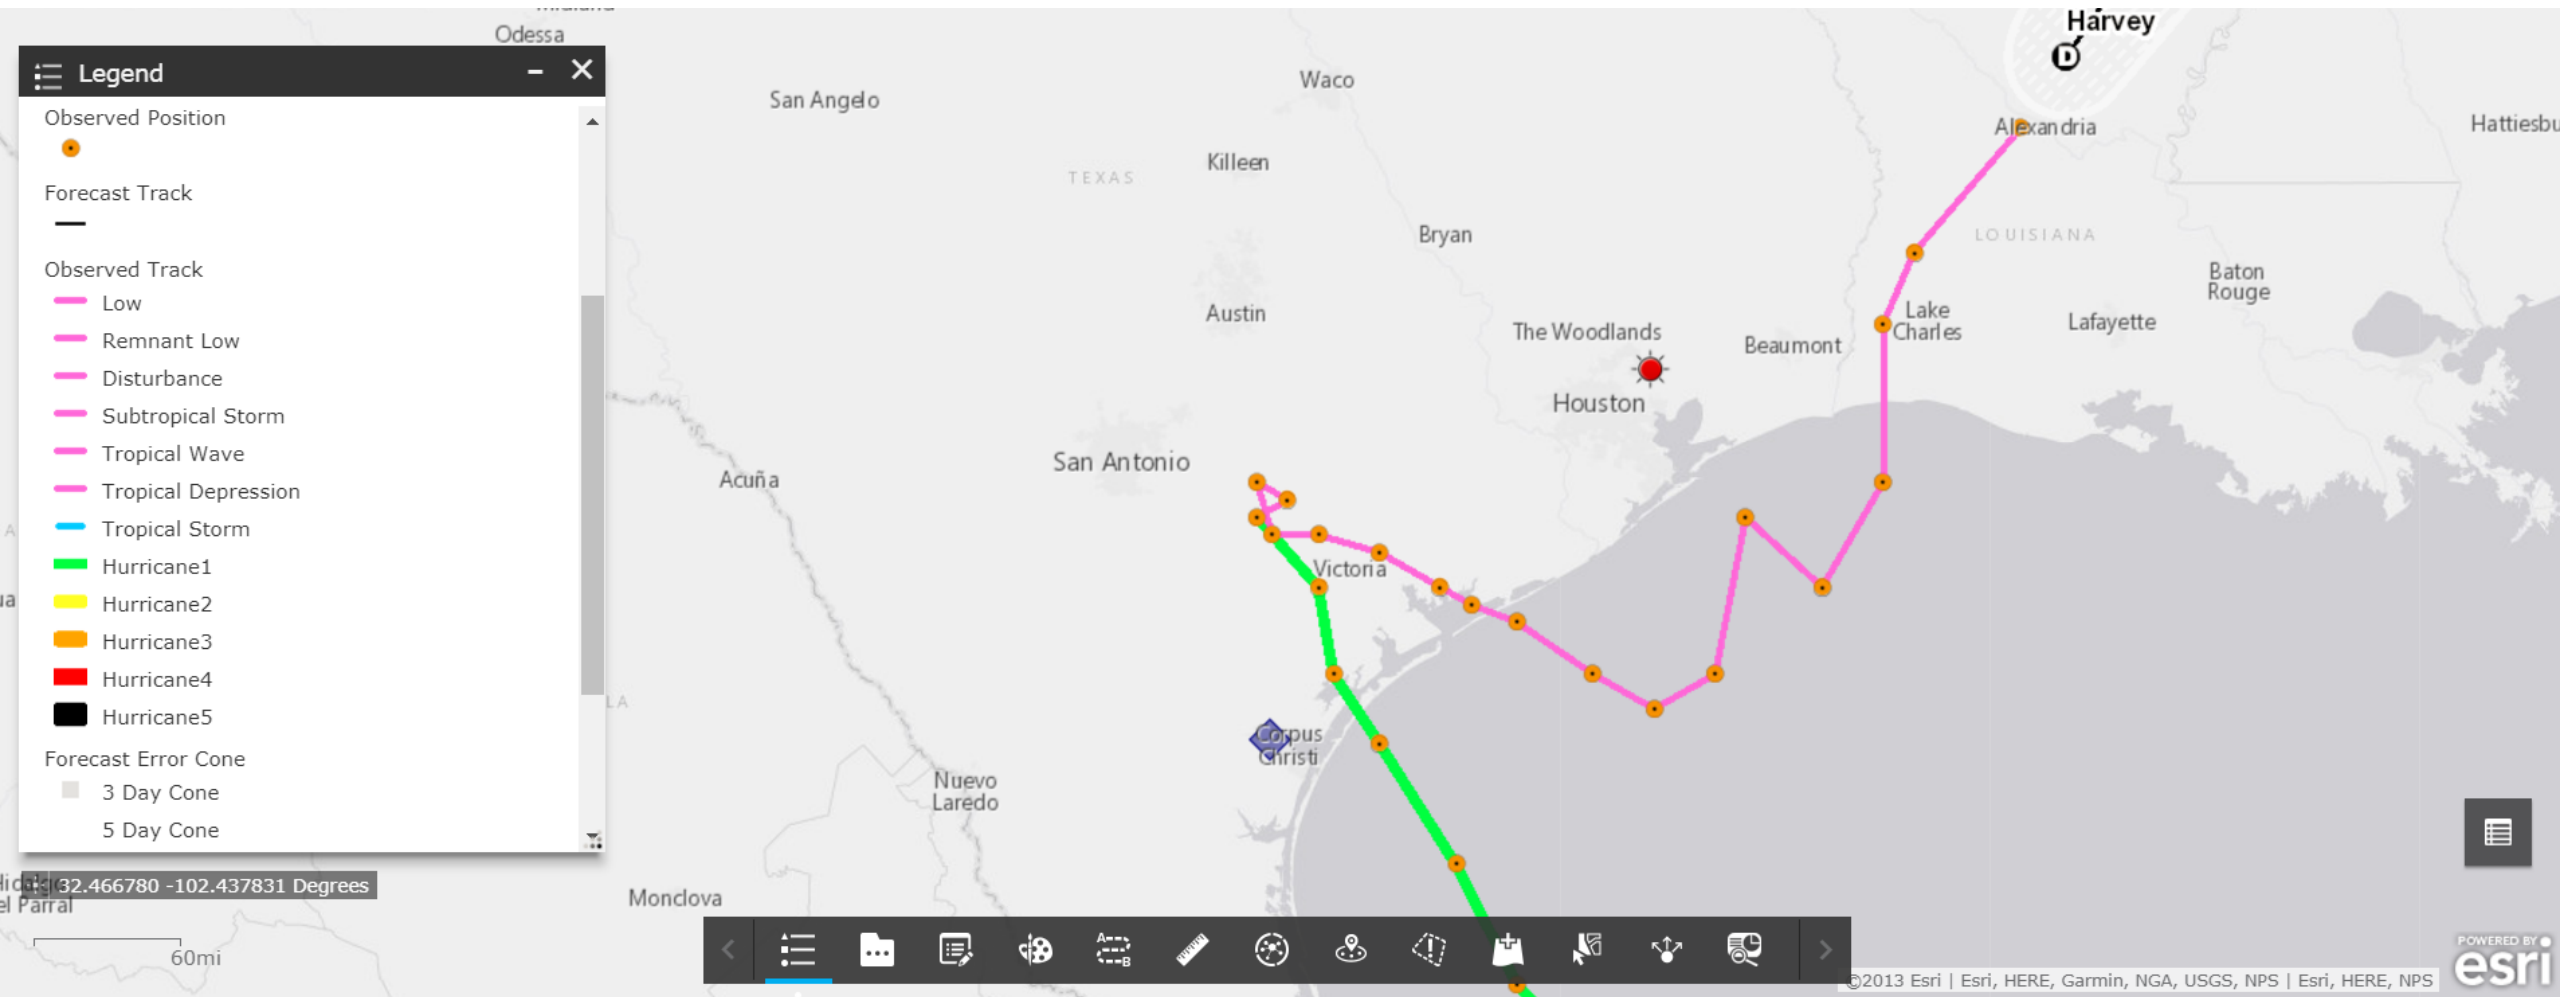 Odessa
Harvey
D
Legend
Waco
San Angelo
Observed Position
Alexandria
Hattiesbu
Killeen
TEXAS
Forecast Track
Bryan
LOUISIANA
Observed Track
Baton
Rouge
Low
Austin
Lake
Charles
Lafayette
Remnant Low
The Woodlands
Beaumont
Disturbance
Houston
Subtropical Storm
Tropical Wave
San Antonio
Acuña
Tropical Depression
Tropical Storm
Hurricane1
Victoria
Hurricane2
Hurricane3
Hurricane4
LA
Hurricane5
Corpus
Christi
Forecast Error Cone
3 Day Cone
Nuevo
Laredo
5 Day Cone
32.466780 -102.437831 Degrees
el Parral
Monclova
60mi
A
B
POWERED BY
esri
©2013 Esri | Esri, HERE, Garmin, NGA, USGS, NPS | Esri, HERE, NPS